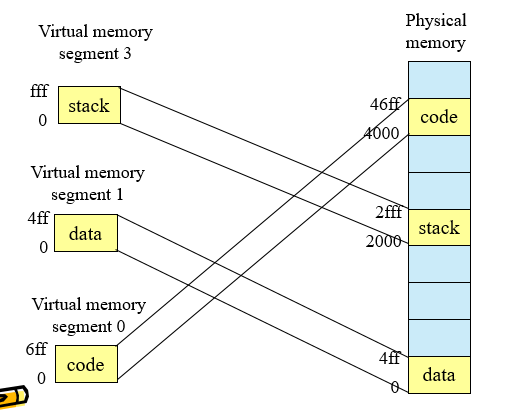 Virtual memory
segment 3
fff
stack
0
Virtual memory
segment 1
4ff
data
0
Virtual memory
segment 0
6ff
code
0
Physical
memory
46ff
code
4000
2fff
stack
2000
4ff
data
0